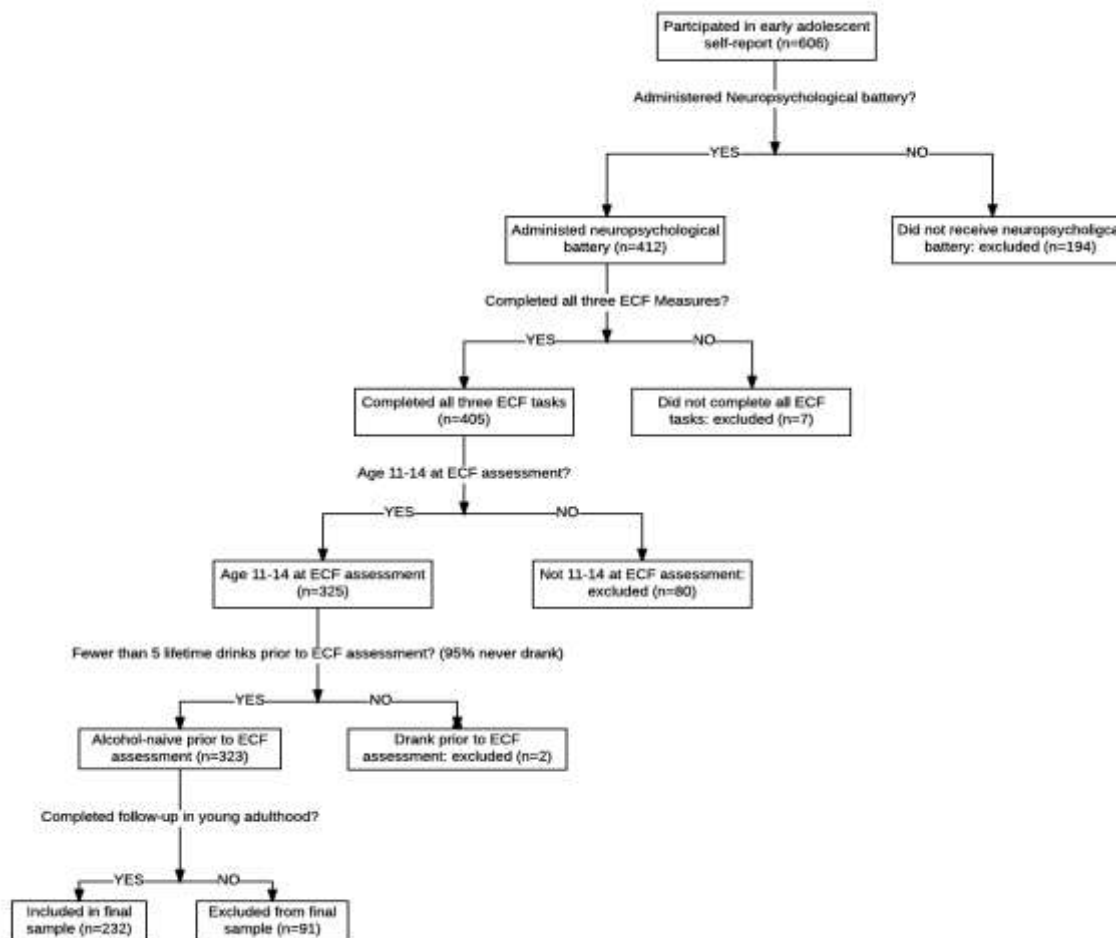 Partcipated in early adolescent
self-report (n=606)
Administered Neuropsychological battery?
YES
NO
Administed neuropsychological
battery (n=412)
Did not receive neuropsycholigca
battery: excluded (n=194)
Completed all three ECF Measures?
YES
NO
Completed all three ECF tasks
(n=405)
Did not complete all ECF
tasks: excluded (n=7)
Age 11-14 at ECF assessment?
YES
NO
Age 11-14 at ECF assessment
(n=325)
Not 11-14 at ECF assessment:
excluded (n=80)
Fewer than 5 lifetime drinks prior to ECF assessment? (95% never drank)
YES
NO
Alcohol-naive prior to ECF
assessment (n=323)
Drank prior to ECF
assessment: excluded (n=2)
Completed follow-up in young adulthood?
YES
NO
Included in final
sample (n=232)
Excluded from final
sample (n=91)